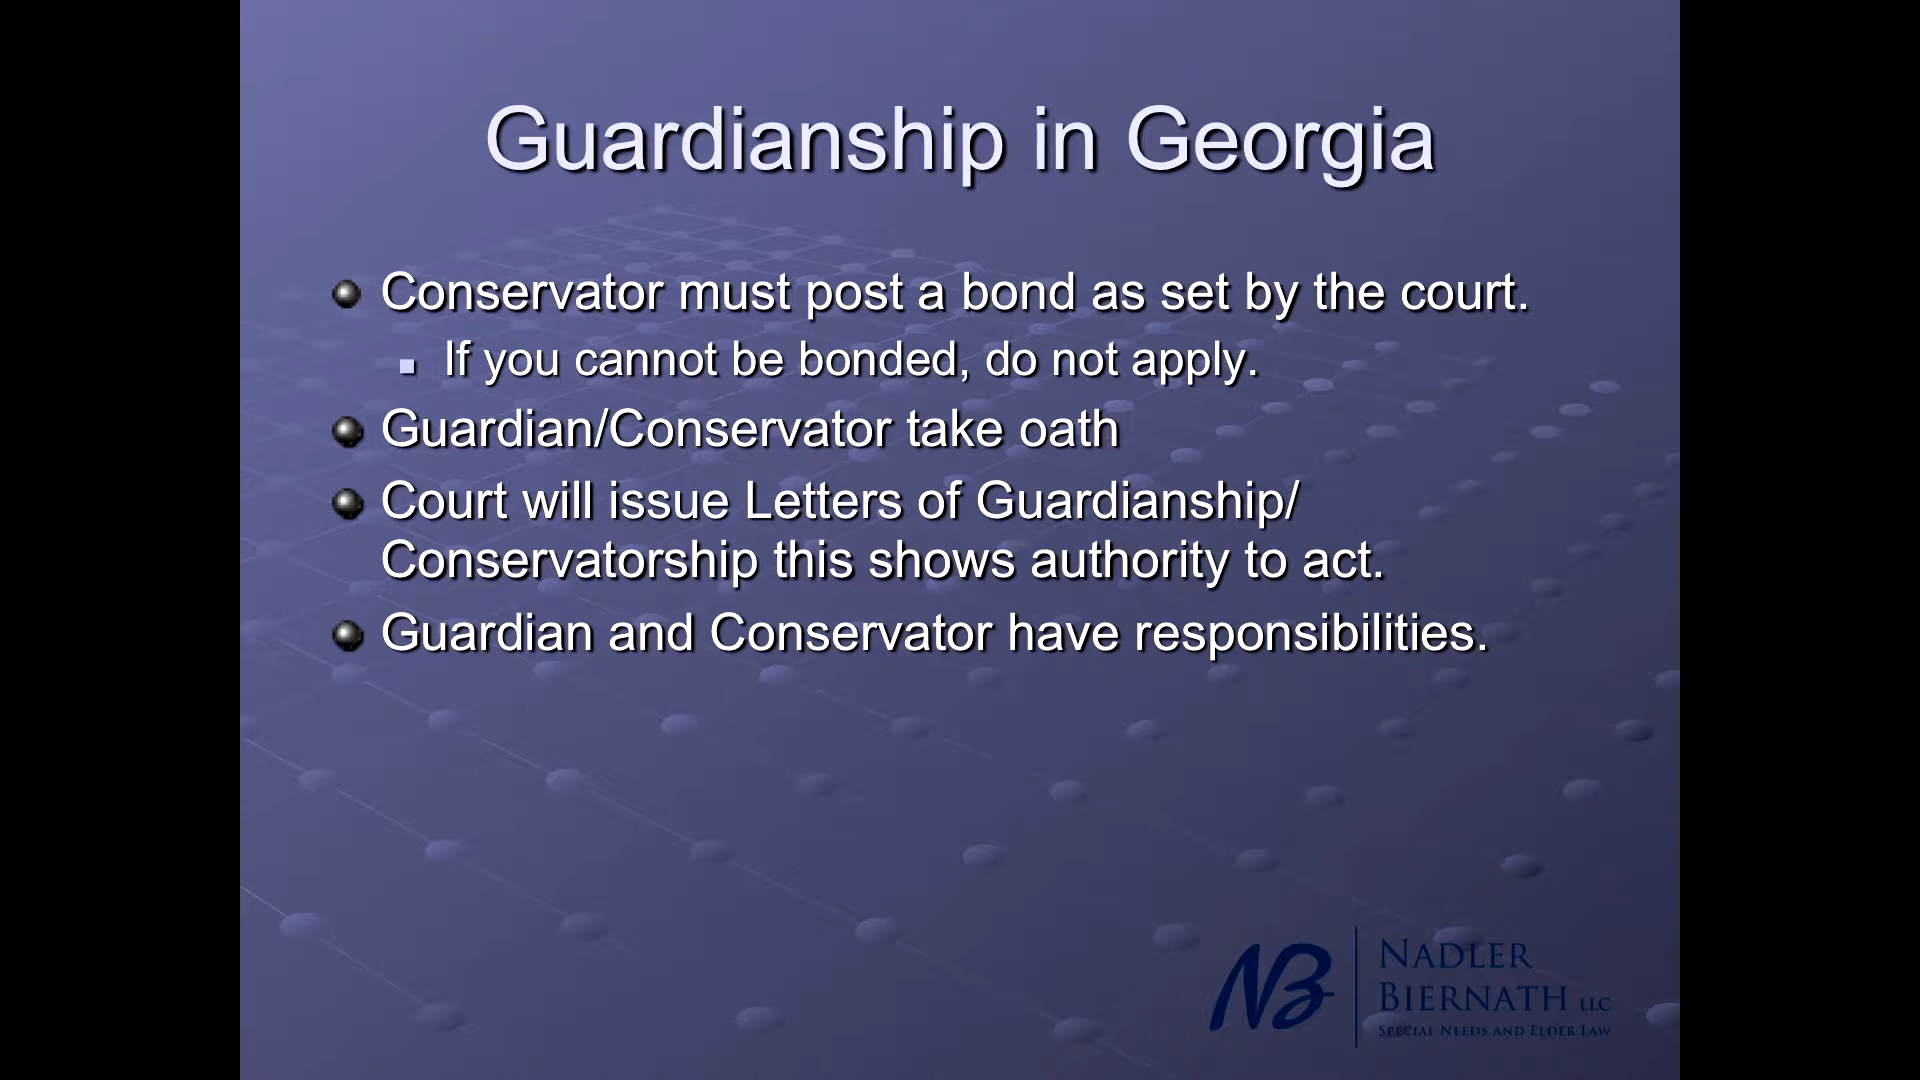 Guardianship in Georgia
Conservator must post a bond as set by the court.
If you cannot be bonded, do not apply.
Guardian/Conservator take oath
Court will issue Letters of Guardianship/
Conservatorship this shows authority to act.
Guardian and Conservator have responsibilities.
NB
NADLER
BIERNATH LLC
SPECIAL NEEDS AND ELDER LAW